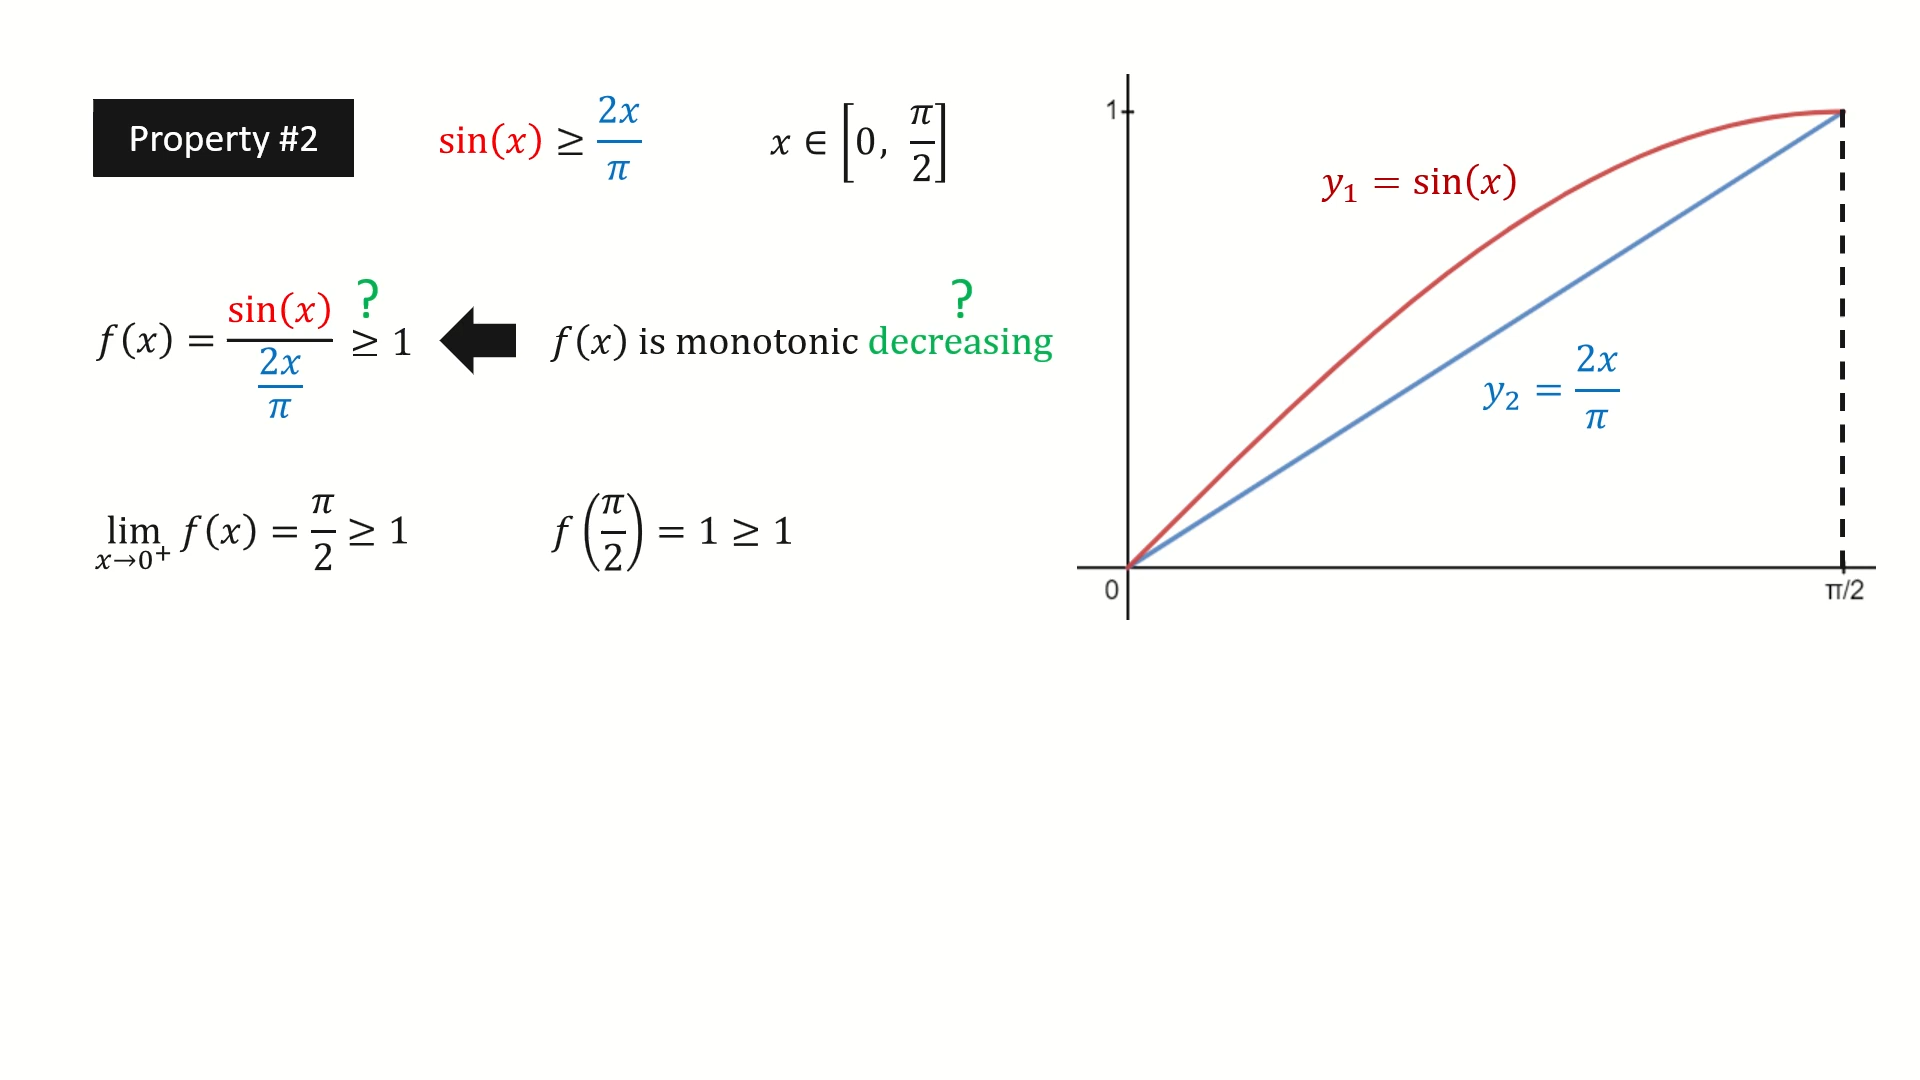 Property #2
sin(x) ≥ 2x/π
x ∈ [0, π/2]
f(x) = sin(x) / (2x/π) ≥ 1
?
f(x) is monotonic decreasing
?
lim x→0⁺ f(x) = π/2 ≥ 1
f(π/2) = 1 ≥ 1
1
y₁ = sin(x)
y₂ = 2x/π
0
π/2